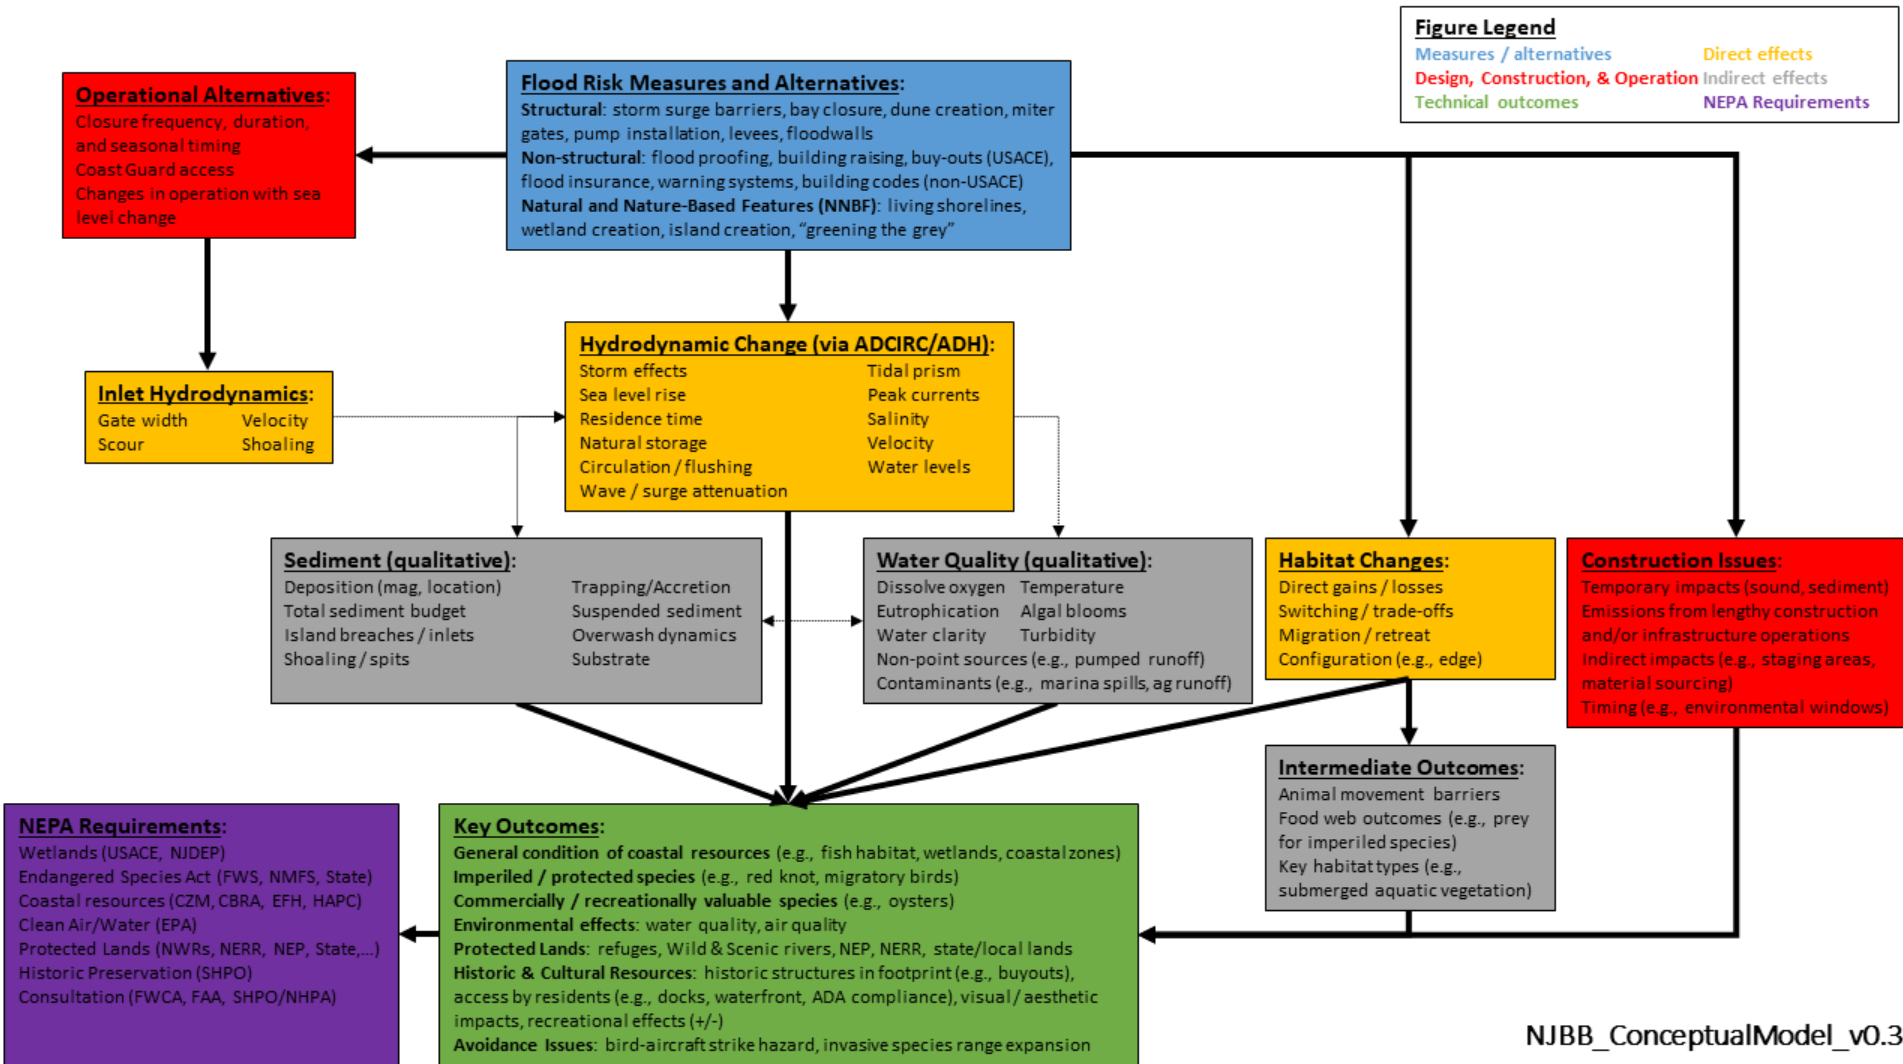 Figure Legend
Measures / alternatives Direct effects
Design, Construction, & Operation Indirect effects
Technical outcomes NEPA Requirements
Operational Alternatives:
Closure frequency, duration,
and seasonal timing
Coast Guard access
Changes in operation with sea
level change
Flood Risk Measures and Alternatives:
Structural: storm surge barriers, bay closure, dune creation, miter
gates, pump installation, levees, floodwalls
Non-structural: flood proofing, building raising, buy-outs (USACE),
flood insurance, warning systems, building codes (non-USACE)
Natural and Nature-Based Features (NNBF): living shorelines,
wetland creation, island creation, “greening the grey”
Inlet Hydrodynamics:
Gate width Velocity
Scour Shoaling
Hydrodynamic Change (via ADCIRC/ADH):
Storm effects Tidal prism
Sea level rise Peak currents
Residence time Salinity
Natural storage Velocity
Circulation / flushing Water levels
Wave / surge attenuation
Sediment (qualitative):
Deposition (mag, location) Trapping/Accretion
Total sediment budget Suspended sediment
Island breaches / inlets Overwash dynamics
Shoaling / spits Substrate
Water Quality (qualitative):
Dissolve oxygen Temperature
Eutrophication Algal blooms
Water clarity Turbidity
Non-point sources (e.g., pumped runoff)
Contaminants (e.g., marina spills, ag runoff)
Habitat Changes:
Direct gains / losses
Switching / trade-offs
Migration / retreat
Configuration (e.g., edge)
Construction Issues:
Temporary impacts (sound, sediment)
Emissions from lengthy construction
and/or infrastructure operations
Indirect impacts (e.g., staging areas,
material sourcing)
Timing (e.g., environmental windows)
Intermediate Outcomes:
Animal movement barriers
Food web outcomes (e.g., prey
for imperiled species)
Key habitat types (e.g.,
submerged aquatic vegetation)
NEPA Requirements:
Wetlands (USACE, NJDEP)
Endangered Species Act (FWS, NMFS, State)
Coastal resources (CZM, CBRA, EFH, HAPC)
Clean Air/Water (EPA)
Protected Lands (NWRs, NERR, NEP, State,...)
Historic Preservation (SHPO)
Consultation (FWCA, FAA, SHPO/NHPA)
Key Outcomes:
General condition of coastal resources (e.g., fish habitat, wetlands, coastal zones)
Imperiled / protected species (e.g., red knot, migratory birds)
Commercially / recreationally valuable species (e.g., oysters)
Environmental effects: water quality, air quality
Protected Lands: refuges, Wild & Scenic rivers, NEP, NERR, state/local lands
Historic & Cultural Resources: historic structures in footprint (e.g., buyouts),
access by residents (e.g., docks, waterfront, ADA compliance), visual / aesthetic
impacts, recreational effects (+/-)
Avoidance Issues: bird-aircraft strike hazard, invasive species range expansion
NJBB_ConceptualModel_v0.3